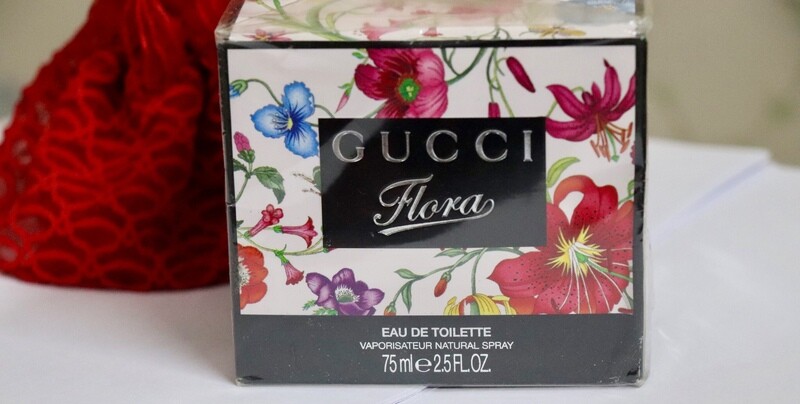 GUCCI
Flora
EAU DE TOILETTE
VAPORISATEUR NATURAL SPRAY
75 ml ℮ 2.5 FL.OZ.